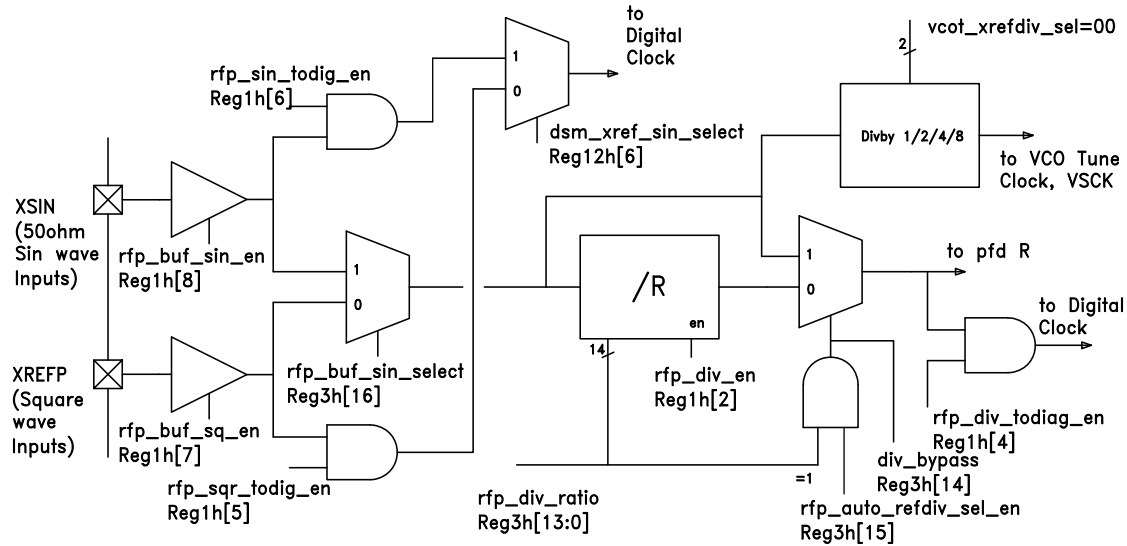 to
Digital
Clock
vcot_xrefdiv_sel=00
2
rfp_sin_todig_en
Reg1h[6]
1
0
dsm_xref_sin_select
Reg12h[6]
Divby 1/2/4/8
to VCO Tune
Clock, VSCK
XSIN
(50ohm
Sin wave
Inputs)
rfp_buf_sin_en
Reg1h[8]
1
0
rfp_buf_sin_select
Reg3h[16]
/R
en
14
rfp_div_en
Reg1h[2]
1
0
to pfd R
to Digital
Clock
XREFP
(Square
wave
Inputs)
rfp_buf_sq_en
Reg1h[7]
rfp_sqr_todig_en
Reg1h[5]
rfp_div_ratio
Reg3h[13:0]
=1
rfp_div_todiag_en
Reg1h[4]
div_bypass
Reg3h[14]
rfp_auto_refdiv_sel_en
Reg3h[15]